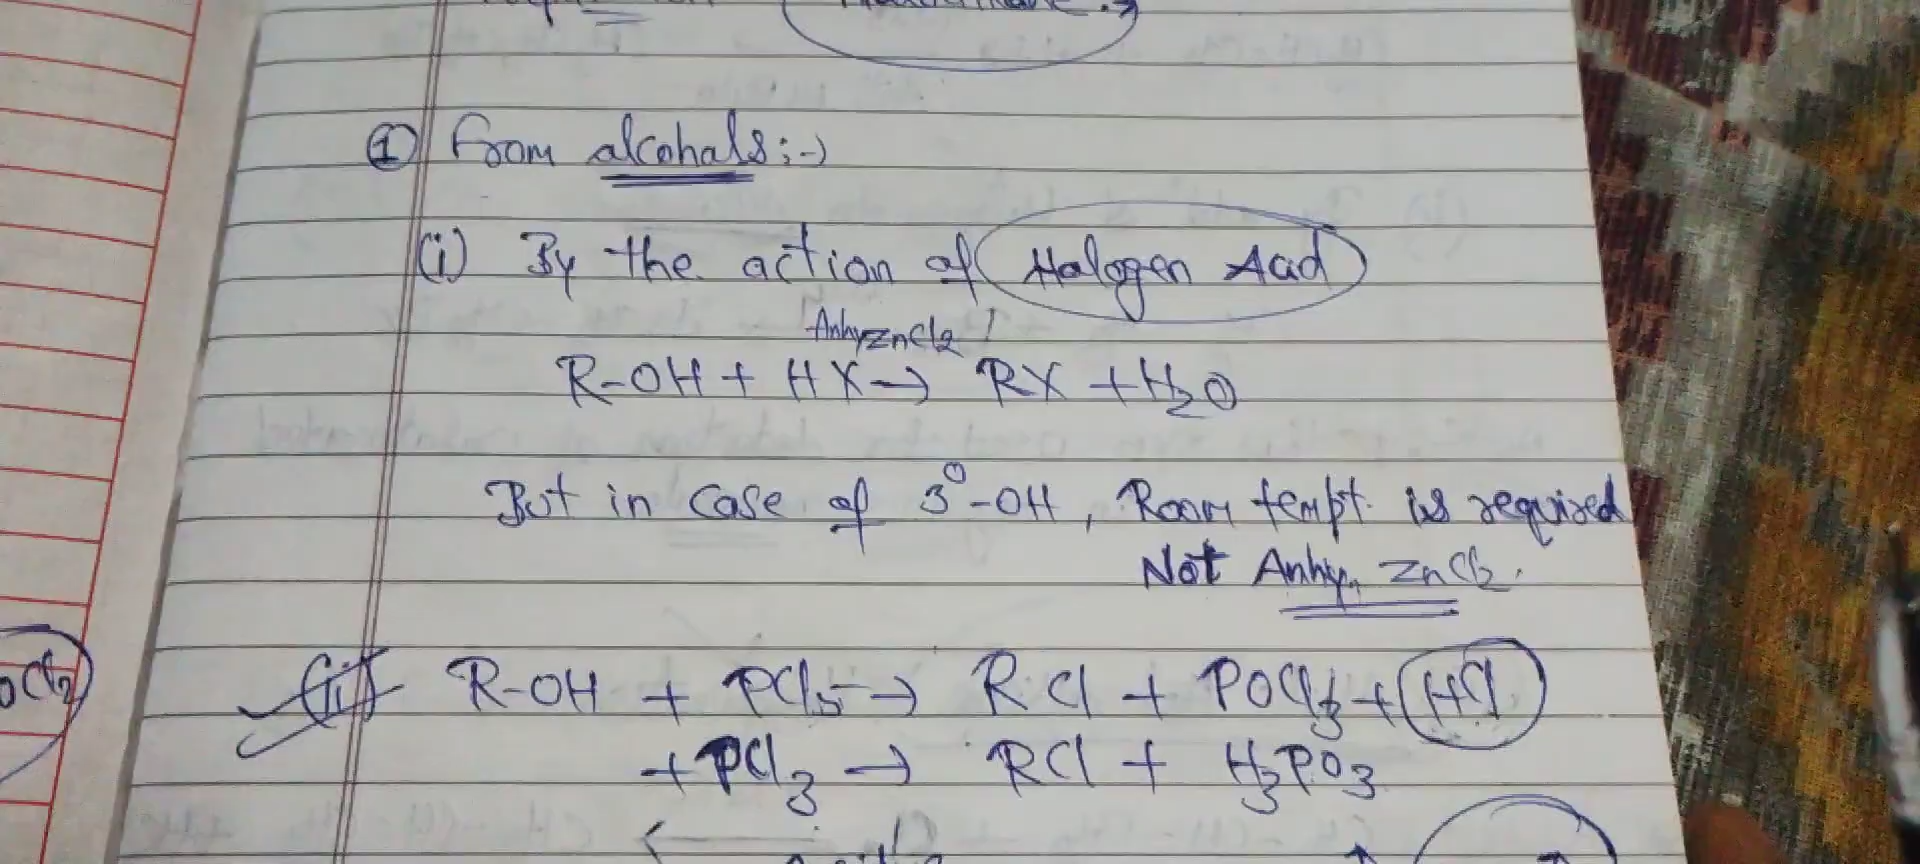 ① From alcohals :-)
(i) By the action of Halogen Acid
Anhy ZnCl2
R-OH + HX → RX + H2O
But in case of 3°-OH, Room tempt. is required
Not Anhy. ZnCl2.
(ii) R-OH + PCl5 → RCl + POCl3 + HCl
+ PCl3 → RCl + H3PO3